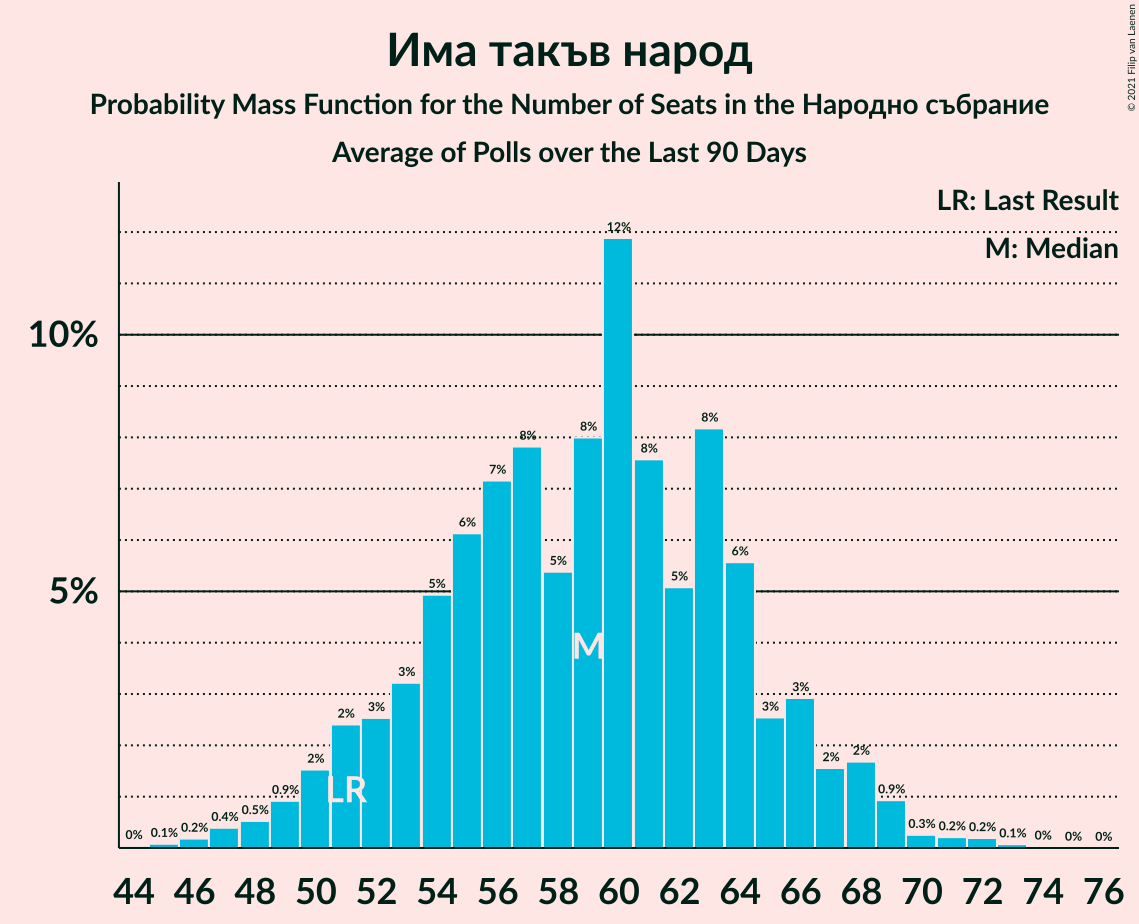 Има такъв народ
Probability Mass Function for the Number of Seats in the Народно събрание
Average of Polls over the Last 90 Days
© 2021 Filip van Laenen
LR: Last Result
M: Median
10%
5%
0% 0.1% 0.2% 0.4% 0.5% 0.9% 2% 2% 3% 3% 5% 6% 7% 8% 5% 8% 12% 8% 5% 8% 6% 3% 3% 2% 2% 0.9% 0.3% 0.2% 0.2% 0.1% 0% 0% 0%
M
LR
44 46 48 50 52 54 56 58 60 62 64 66 68 70 72 74 76